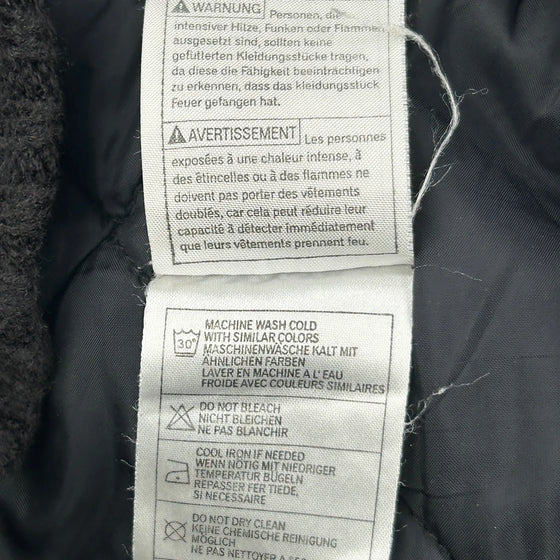 WARNUNG Personen, die
intensiver Hitze, Funken oder Flammen
ausgesetzt sind, sollten keine
gefütterten Kleidungsstücke tragen,
da diese die Fähigkeit beeinträchtigen
zu erkennen, dass das kleidungsstück
Feuer gefangen hat.
AVERTISSEMENT Les personnes
exposées à une chaleur intense, à
des étincelles ou à des flammes ne
doivent pas porter des vêtements
doublés, car cela peut réduire leur
capacité à détecter immédiatement
que leurs vêtements prennent feu.
30°
MACHINE WASH COLD
WITH SIMILAR COLORS
MASCHINENWÄSCHE KALT MIT
ÄHNLICHEN FARBEN
LAVER EN MACHINE A L'EAU
FROIDE AVEC COULEURS SIMILAIRES
DO NOT BLEACH
NICHT BLEICHEN
NE PAS BLANCHIR
COOL IRON IF NEEDED
WENN NÖTIG MIT NIEDRIGER
TEMPERATUR BÜGELN
REPASSER FER TIEDE,
SI NECESSAIRE
DO NOT DRY CLEAN
KEINE CHEMISCHE REINIGUNG
MÖGLICH
NE PAS NETTOYER A SEC